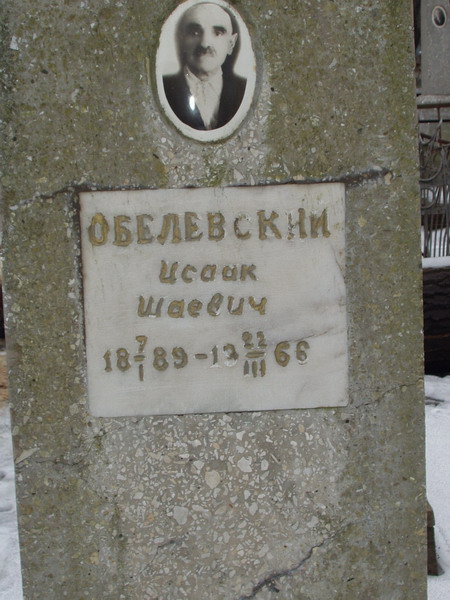 ОБЕЛЕВСКИЙ
Исаак
Шаевич
18 7/I 89-19 22/III 66